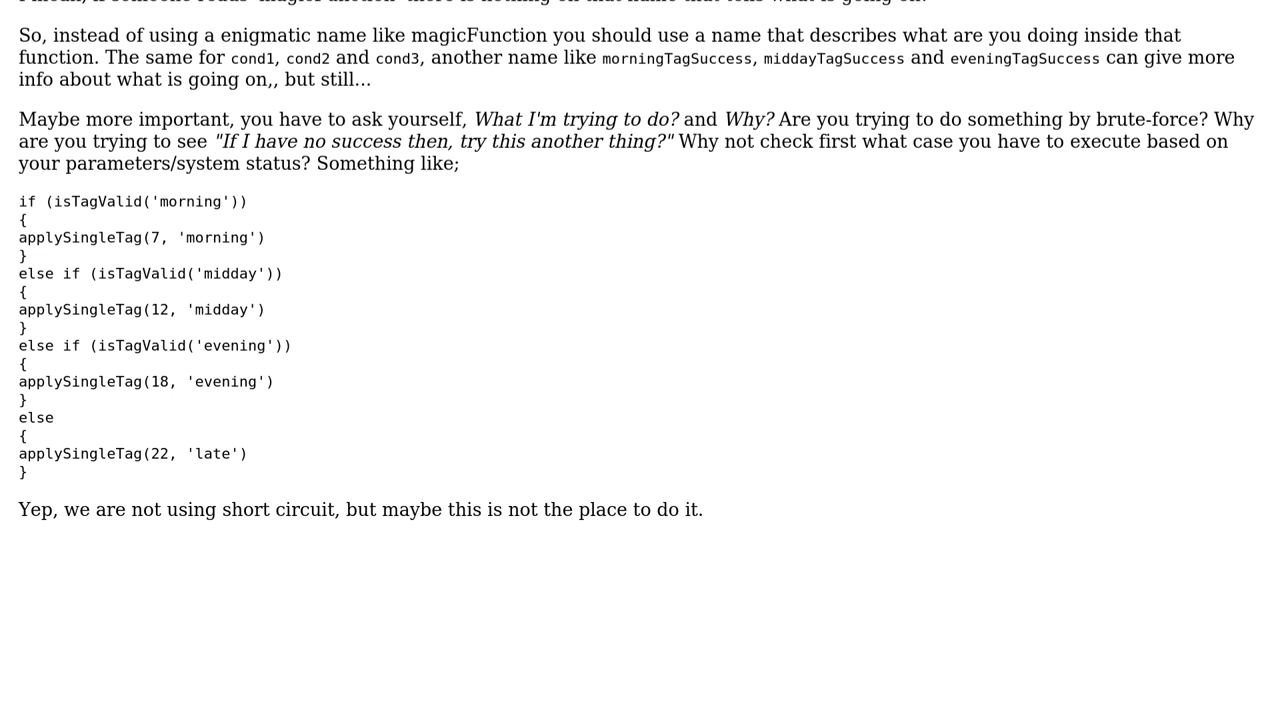 So, instead of using a enigmatic name like magicFunction you should use a name that describes what are you doing inside that
function. The same for cond1, cond2 and cond3, another name like morningTagSuccess, middayTagSuccess and eveningTagSuccess can give more
info about what is going on,, but still...
Maybe more important, you have to ask yourself, What I'm trying to do? and Why? Are you trying to do something by brute-force? Why
are you trying to see "If I have no success then, try this another thing?" Why not check first what case you have to execute based on
your parameters/system status? Something like;
if (isTagValid('morning'))
{
applySingleTag(7, 'morning')
}
else if (isTagValid('midday'))
{
applySingleTag(12, 'midday')
}
else if (isTagValid('evening'))
{
applySingleTag(18, 'evening')
}
else
{
applySingleTag(22, 'late')
}
Yep, we are not using short circuit, but maybe this is not the place to do it.